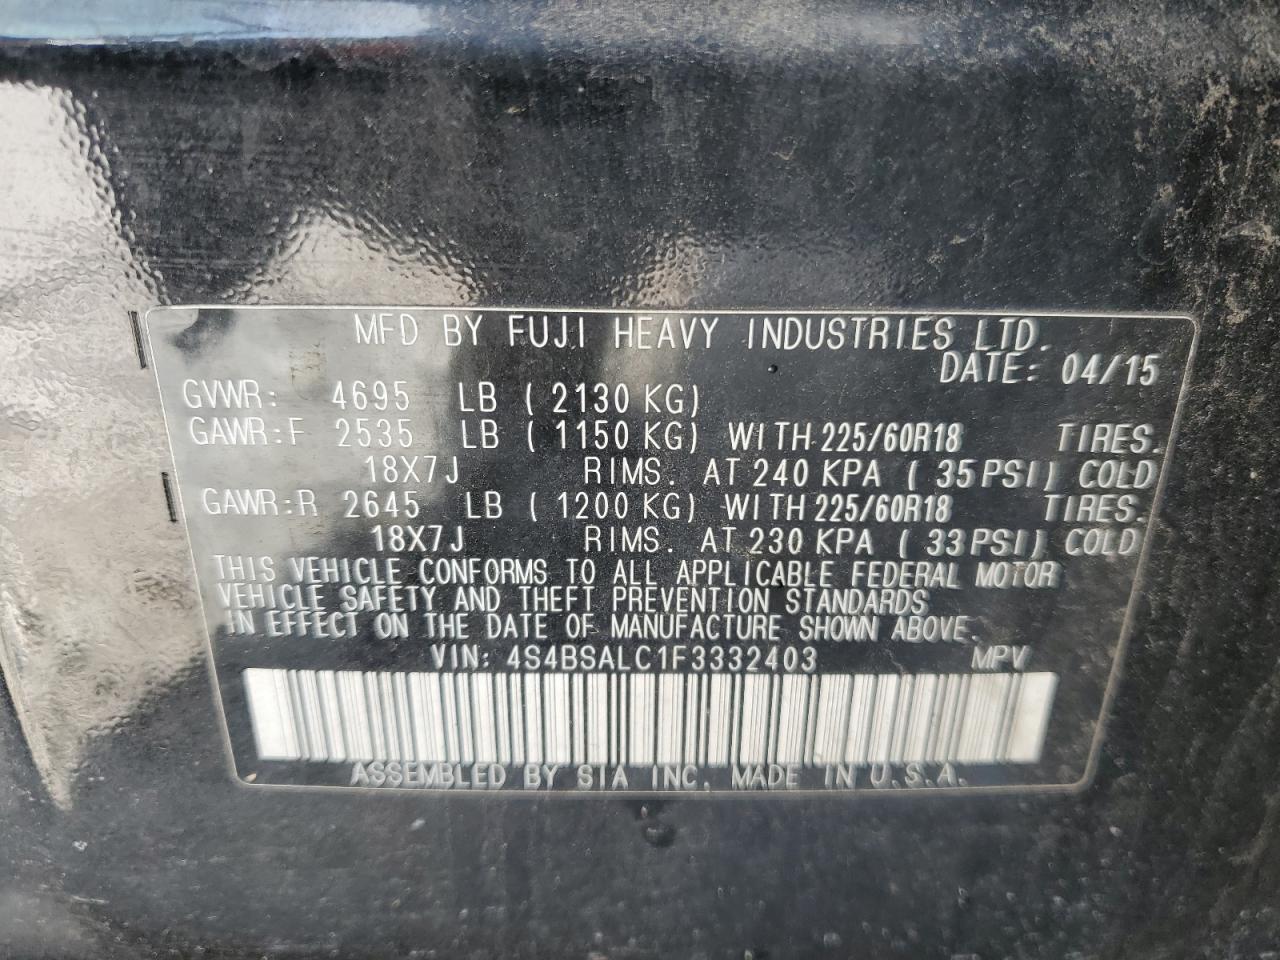 MFD BY FUJI HEAVY INDUSTRIES LTD.
DATE: 04/15
GVWR: 4695 LB ( 2130 KG)
GAWR:F 2535 LB ( 1150 KG) WITH 225/60R18 TIRES.
18X7J RIMS. AT 240 KPA ( 35 PSI) COLD
GAWR:R 2645 LB ( 1200 KG) WITH 225/60R18 TIRES.
18X7J RIMS. AT 230 KPA ( 33 PSI) COLD
THIS VEHICLE CONFORMS TO ALL APPLICABLE FEDERAL MOTOR
VEHICLE SAFETY AND THEFT PREVENTION STANDARDS
IN EFFECT ON THE DATE OF MANUFACTURE SHOWN ABOVE.
VIN: 4S4BSALC1F3332403 MPV
ASSEMBLED BY SIA INC. MADE IN U.S.A.